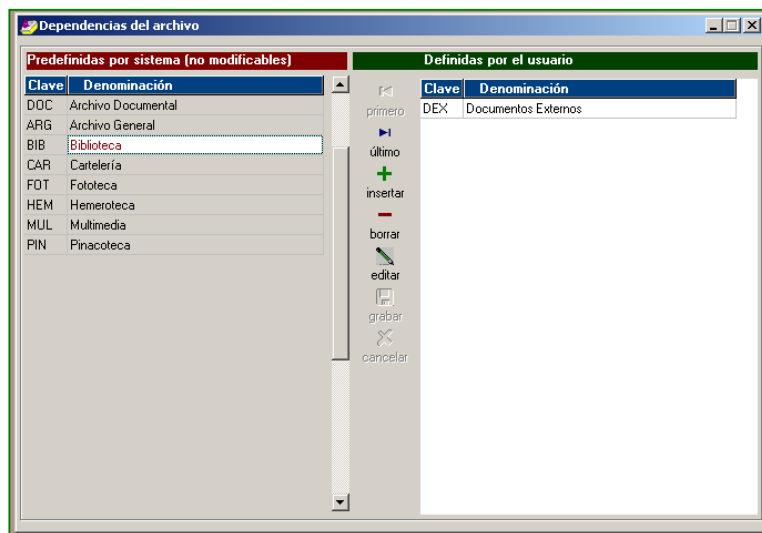 Dependencias del archivo
Predefinidas por sistema (no modificables)
Clave Denominación
DOC Archivo Documental
ARG Archivo General
BIB Biblioteca
CAR Cartelería
FOT Fototeca
HEM Hemeroteca
MUL Multimedia
PIN Pinacoteca
primero
último
insertar
borrar
editar
grabar
cancelar
Definidas por el usuario
Clave Denominación
DEX Documentos Externos